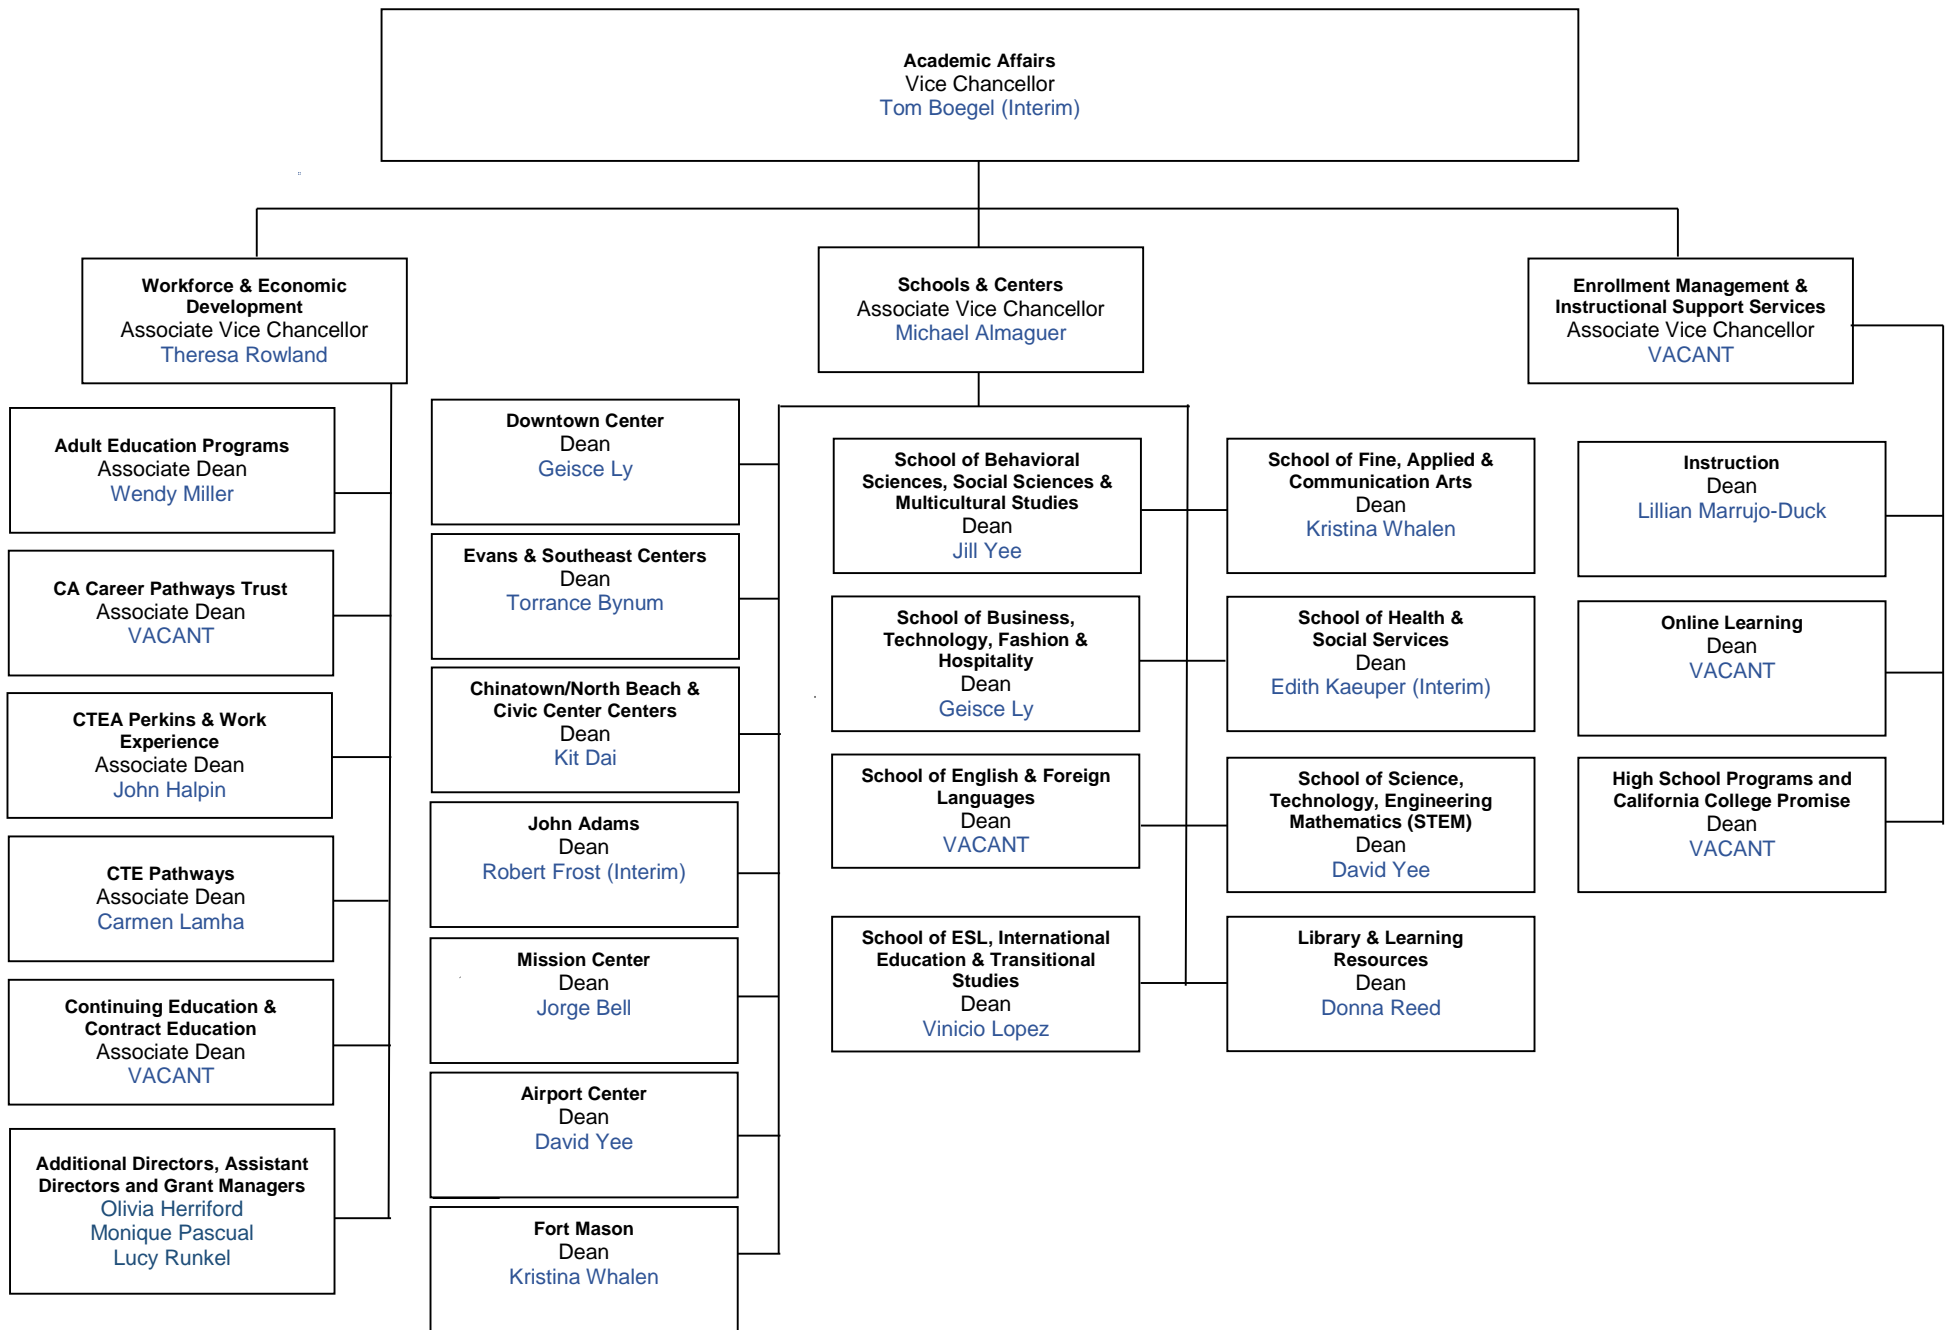 Academic Affairs
Vice Chancellor
Tom Boegel (Interim)
Workforce & Economic
Development
Associate Vice Chancellor
Theresa Rowland
Schools & Centers
Associate Vice Chancellor
Michael Almaguer
Enrollment Management &
Instructional Support Services
Associate Vice Chancellor
VACANT
Adult Education Programs
Associate Dean
Wendy Miller
CA Career Pathways Trust
Associate Dean
VACANT
CTEA Perkins & Work
Experience
Associate Dean
John Halpin
CTE Pathways
Associate Dean
Carmen Lamha
Continuing Education &
Contract Education
Associate Dean
VACANT
Additional Directors, Assistant
Directors and Grant Managers
Olivia Herriford
Monique Pascual
Lucy Runkel
Downtown Center
Dean
Geisce Ly
Evans & Southeast Centers
Dean
Torrance Bynum
Chinatown/North Beach &
Civic Center Centers
Dean
Kit Dai
John Adams
Dean
Robert Frost (Interim)
Mission Center
Dean
Jorge Bell
Airport Center
Dean
David Yee
Fort Mason
Dean
Kristina Whalen
School of Behavioral
Sciences, Social Sciences &
Multicultural Studies
Dean
Jill Yee
School of Business,
Technology, Fashion &
Hospitality
Dean
Geisce Ly
School of English & Foreign
Languages
Dean
VACANT
School of ESL, International
Education & Transitional
Studies
Dean
Vinicio Lopez
School of Fine, Applied &
Communication Arts
Dean
Kristina Whalen
School of Health &
Social Services
Dean
Edith Kaeuper (Interim)
School of Science,
Technology, Engineering
Mathematics (STEM)
Dean
David Yee
Library & Learning
Resources
Dean
Donna Reed
Instruction
Dean
Lillian Marrujo-Duck
Online Learning
Dean
VACANT
High School Programs and
California College Promise
Dean
VACANT